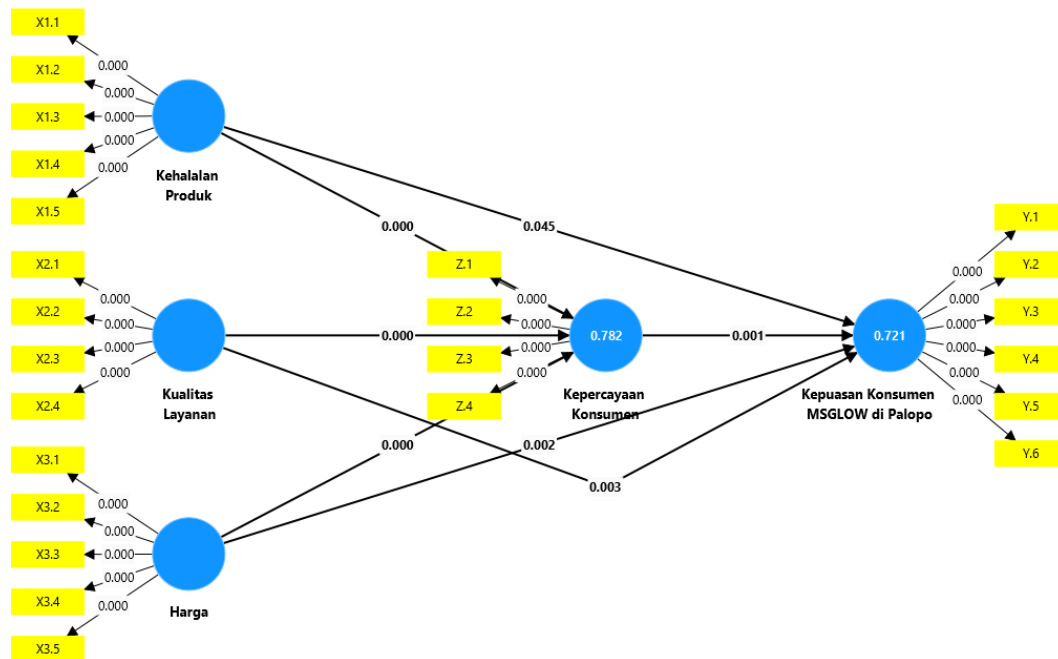 X1.1
0.000
X1.2
0.000
X1.3
0.000
X1.4
0.000
X1.5
0.000
Kehalalan
Produk
X2.1
0.000
X2.2
0.000
X2.3
0.000
X2.4
0.000
Kualitas
Layanan
X3.1
0.000
X3.2
0.000
X3.3
0.000
X3.4
0.000
X3.5
0.000
Harga
0.000
0.045
0.000
0.000
0.002
0.003
Z.1
0.000
Z.2
0.000
Z.3
0.000
Z.4
0.000
0.782
Kepercayaan
Konsumen
0.001
0.721
Kepuasan Konsumen
MSGLOW di Palopo
Y.1
0.000
Y.2
0.000
Y.3
0.000
Y.4
0.000
Y.5
0.000
Y.6
0.000